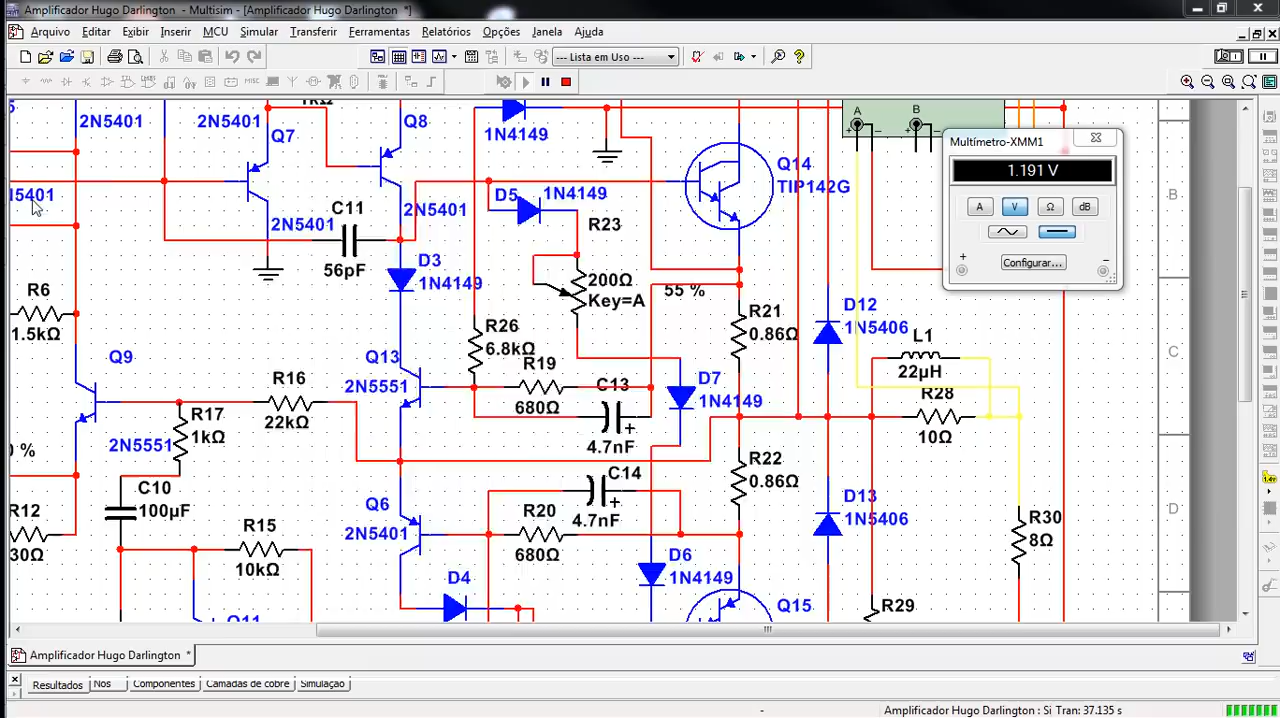 Amplificador Hugo Darlington - Multisim - [Amplificador Hugo Darlington *]
Arquivo Editar Exibir Inserir MCU Simular Transferir Ferramentas Relatórios Opções Janela Ajuda
--- Lista em Uso ---
2N5401 2N5401 Q8 1N4149 A B
Q7 Q14
TIP142G
Multímetro-XMM1
1.191 V
A V Ω dB
+ −
Configurar...
D5 1N4149
C11 2N5401
2N5401 R23
56pF D3
1N4149
200Ω
Key=A 55 %
R6
1.5kΩ
R21
0.86Ω
D12
1N5406
R26
6.8kΩ
L1
22µH
Q9 Q13
2N5551
R19
680Ω
C13
4.7nF
D7
1N4149
R28
10Ω
R16
22kΩ
R17
1kΩ
2N5551
C10
100µF
C14
4.7nF
R22
0.86Ω
D13
1N5406
Q6
2N5401
R20
680Ω
R15
10kΩ
R30
8Ω
D6
1N4149
D4
Q15
R29
B
C
D
Amplificador Hugo Darlington *
Resultados Nós Componentes Camadas de cobre Simulação
- Amplificador Hugo Darlington : Si Tran: 37.135 s